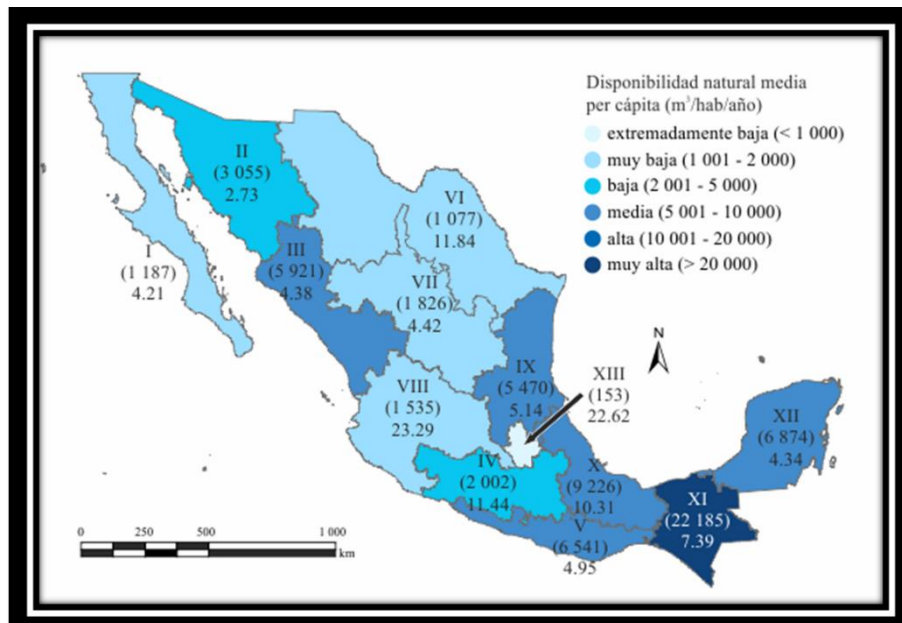 Disponibilidad natural media
per cápita (m³/hab/año)
extremadamente baja (< 1 000)
muy baja (1 001 - 2 000)
baja (2 001 - 5 000)
media (5 001 - 10 000)
alta (10 001 - 20 000)
muy alta (> 20 000)
II
(3 055)
2.73
VI
(1 077)
11.84
I
(1 187)
4.21
III
(5 921)
4.38
VII
(1 826)
4.42
N
VIII
(1 535)
23.29
IX
(5 470)
5.14
XIII
(153)
22.62
XII
(6 874)
4.34
IV
(2 002)
11.44
X
(9 226)
10.31
XI
(22 185)
7.39
V
(6 541)
4.95
0 250 500 1 000
km